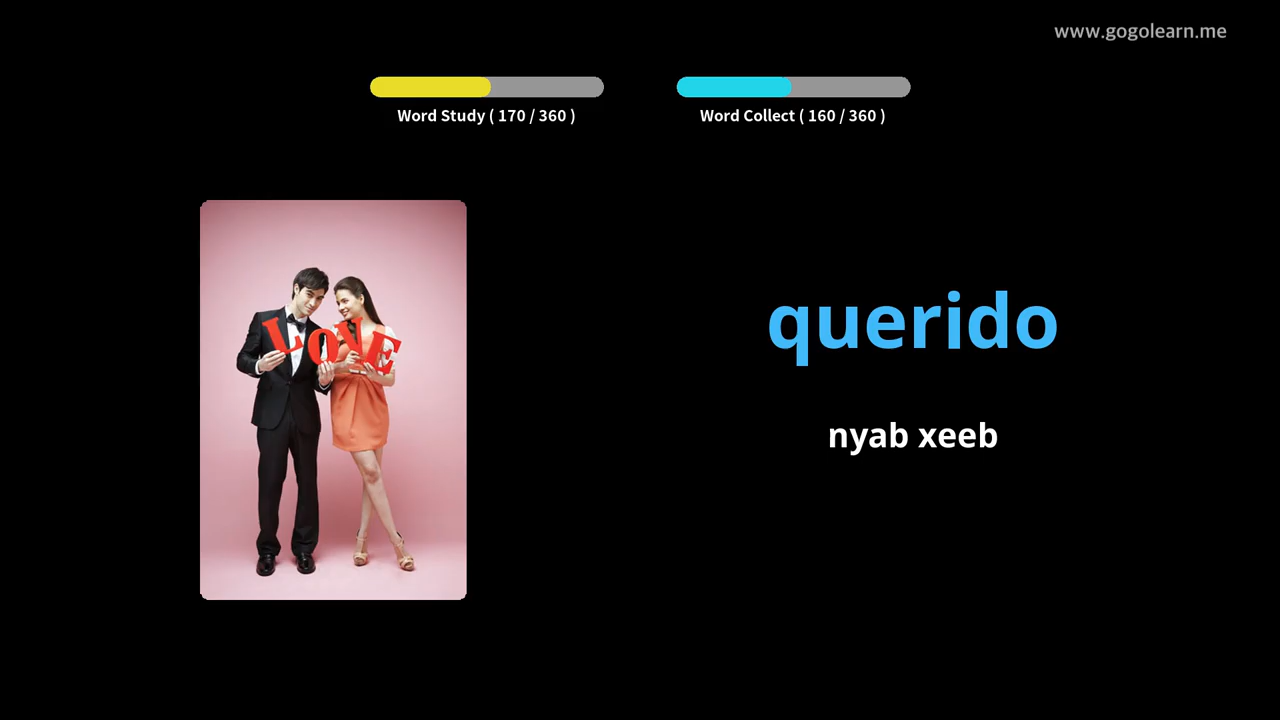 www.gogolearn.me
Word Study ( 170 / 360 )
Word Collect ( 160 / 360 )
LOVE
querido
nyab xeeb